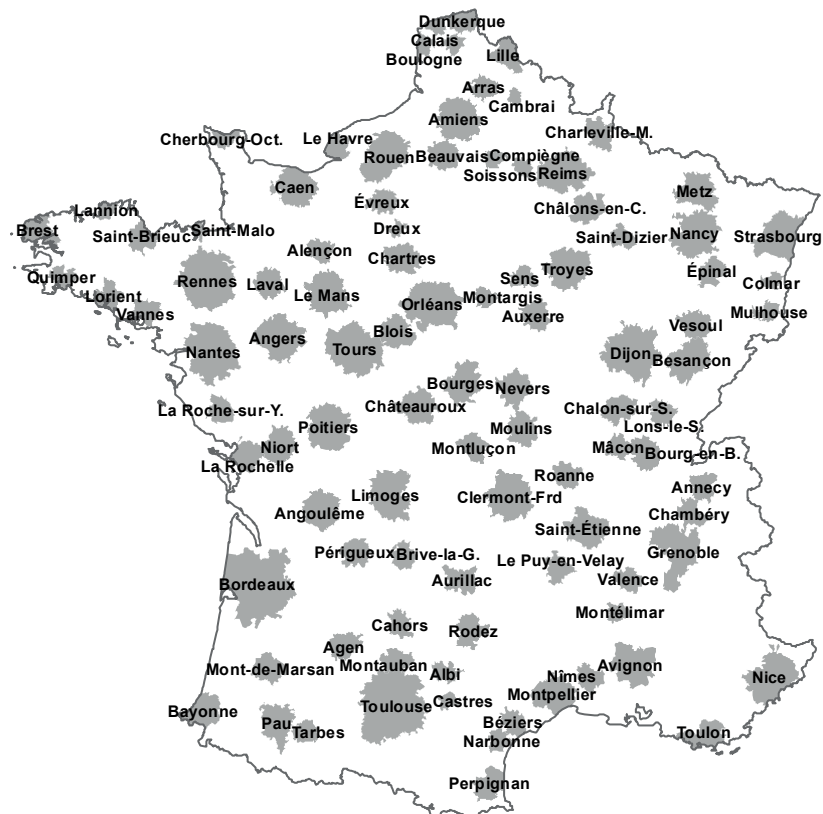 Dunkerque
Calais
Boulogne
Lille
Arras
Cambrai
Amiens
Cherbourg-Oct.
Le Havre
Charleville-M.
Rouen
Beauvais
Compiègne
Soissons
Reims
Caen
Metz
Évreux
Châlons-en-C.
Lannion
Brest
Saint-Brieuc
Saint-Malo
Dreux
Saint-Dizier
Nancy
Strasbourg
Alençon
Chartres
Quimper
Rennes
Laval
Sens
Troyes
Épinal
Colmar
Lorient
Le Mans
Orléans
Montargis
Vannes
Auxerre
Mulhouse
Angers
Blois
Vesoul
Nantes
Tours
Dijon
Besançon
Bourges
Nevers
La Roche-sur-Y.
Châteauroux
Chalon-sur-S.
Poitiers
Moulins
Lons-le-S.
Niort
Montluçon
Mâcon
Bourg-en-B.
La Rochelle
Roanne
Annecy
Limoges
Clermont-Frd
Angoulême
Chambéry
Saint-Étienne
Périgueux
Brive-la-G.
Grenoble
Le Puy-en-Velay
Aurillac
Valence
Bordeaux
Montélimar
Cahors
Rodez
Agen
Montauban
Avignon
Mont-de-Marsan
Albi
Nîmes
Nice
Montpellier
Bayonne
Toulouse
Castres
Pau
Tarbes
Béziers
Toulon
Narbonne
Perpignan